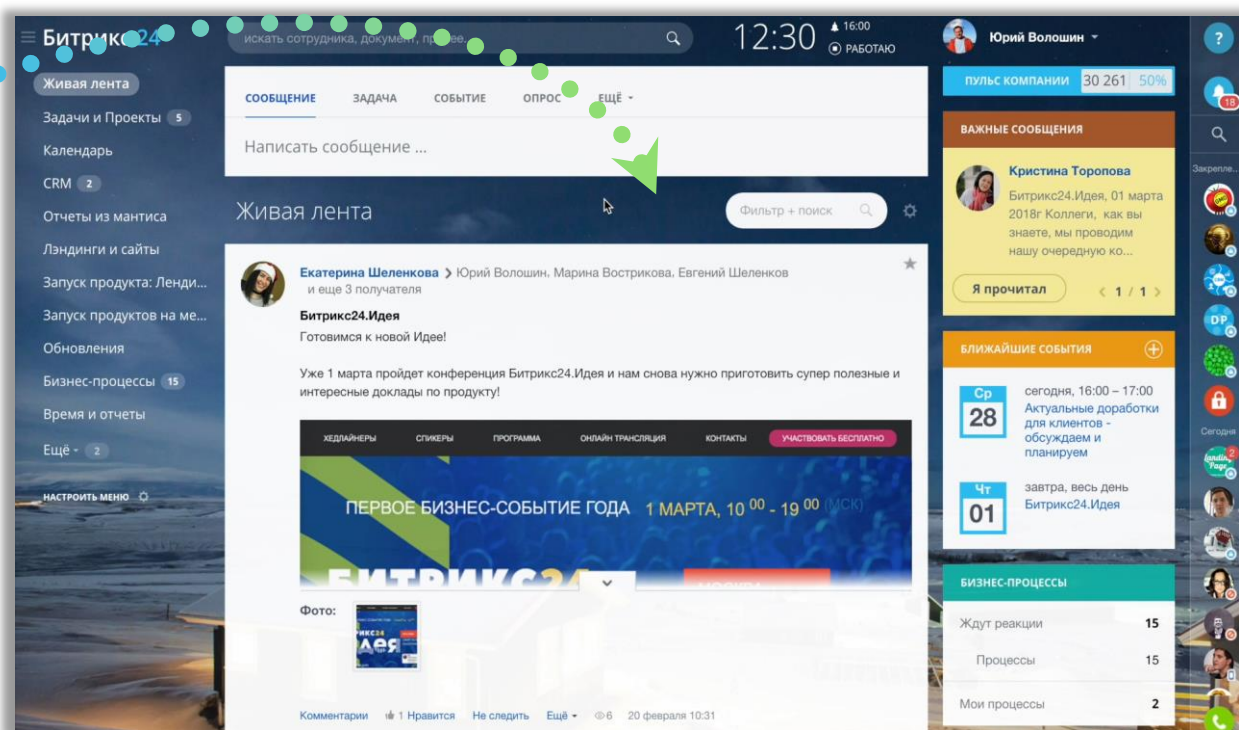 Битрикс24
искать сотрудника, документ, прочее...
12:30
16:00
РАБОТАЮ
Юрий Волошин
?
Живая лента
Задачи и Проекты 5
Календарь
CRM 2
Отчеты из мантиса
Лэндинги и сайты
Запуск продукта: Ленди...
Запуск продуктов на ме...
Обновления
Бизнес-процессы 15
Время и отчеты
Ещё 2
НАСТРОИТЬ МЕНЮ
СООБЩЕНИЕ ЗАДАЧА СОБЫТИЕ ОПРОС ЕЩЁ
Написать сообщение ...
Живая лента
Фильтр + поиск
Екатерина Шеленкова > Юрий Волошин, Марина Вострикова, Евгений Шеленков
и еще 3 получателя
Битрикс24.Идея
Готовимся к новой Идее!
Уже 1 марта пройдет конференция Битрикс24.Идея и нам снова нужно приготовить супер полезные и
интересные доклады по продукту!
ХЕДЛАЙНЕРЫ СПИКЕРЫ ПРОГРАММА ОНЛАЙН ТРАНСЛЯЦИЯ КОНТАКТЫ УЧАСТВОВАТЬ БЕСПЛАТНО
ПЕРВОЕ БИЗНЕС-СОБЫТИЕ ГОДА 1 МАРТА, 10 00 - 19 00 (МСК)
БИТРИКС24
Фото:
Комментарии 1 Нравится Не следить Ещё 6 20 февраля 10:31
ПУЛЬС КОМПАНИИ 30 261 50%
ВАЖНЫЕ СООБЩЕНИЯ
Кристина Торопова
Битрикс24.Идея, 01 марта
2018г Коллеги, как вы
знаете, мы проводим
нашу очередную ко...
Я прочитал
< 1 / 1 >
БЛИЖАЙШИЕ СОБЫТИЯ
Ср
28
сегодня, 16:00 – 17:00
Актуальные доработки
для клиентов -
обсуждаем и
планируем
Чт
01
завтра, весь день
Битрикс24.Идея
БИЗНЕС-ПРОЦЕССЫ
Ждут реакции 15
Процессы 15
Мои процессы 2
18
Закрепле..
DP
Сегодня
Landing
Page
2